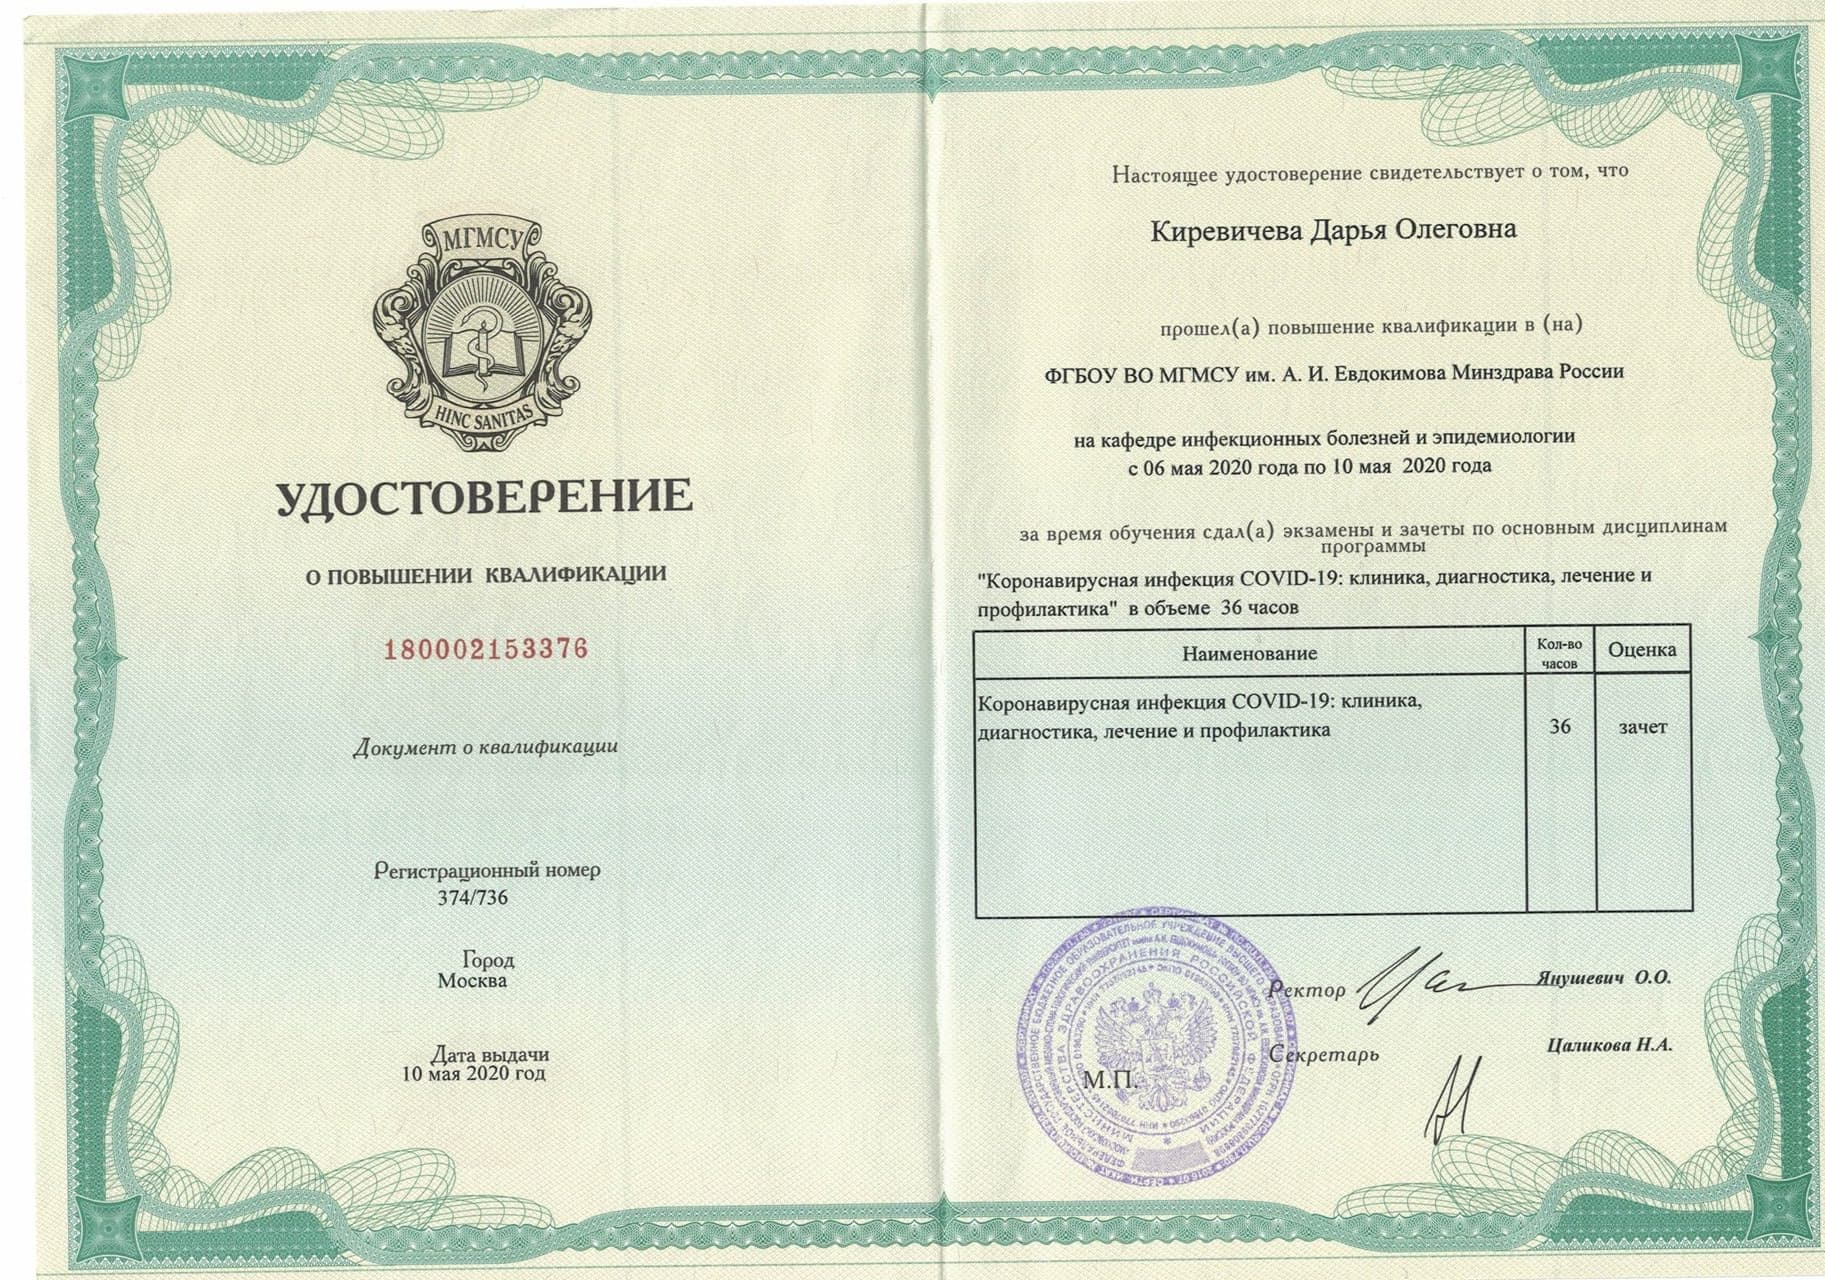 МГМСУ
HINC SANITAS
УДОСТОВЕРЕНИЕ
О ПОВЫШЕНИИ КВАЛИФИКАЦИИ
180002153376
Документ о квалификации
Регистрационный номер
374/736
Город
Москва
Дата выдачи
10 мая 2020 год
Настоящее удостоверение свидетельствует о том, что
Киревичева Дарья Олеговна
прошел(а) повышение квалификации в (на)
ФГБОУ ВО МГМСУ им. А. И. Евдокимова Минздрава России
на кафедре инфекционных болезней и эпидемиологии
с 06 мая 2020 года по 10 мая 2020 года
за время обучения сдал(а) экзамены и зачеты по основным дисциплинам
программы
"Коронавирусная инфекция COVID-19: клиника, диагностика, лечение и
профилактика" в объеме 36 часов
Наименование
Кол-во
часов
Оценка
Коронавирусная инфекция COVID-19: клиника,
диагностика, лечение и профилактика
36
зачет
МИНИСТЕРСТВА ЗДРАВООХРАНЕНИЯ РОССИЙСКОЙ ФЕДЕРАЦИИ
Ректор
Янушевич О.О.
Секретарь
Цаликова Н.А.
М.П.